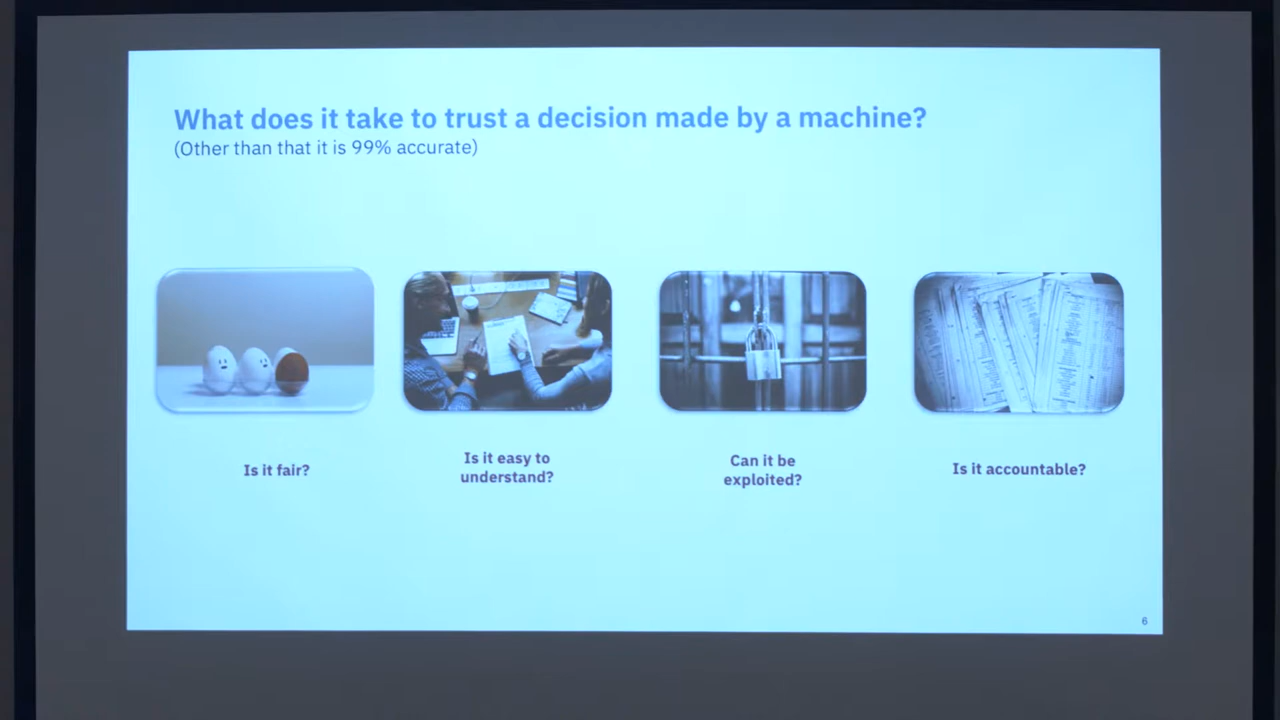 What does it take to trust a decision made by a machine?
(Other than that it is 99% accurate)
Is it fair?
Is it easy to
understand?
Can it be
exploited?
Is it accountable?
6